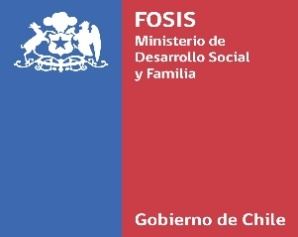 FOSIS
Ministerio de
Desarrollo Social
y Familia
Gobierno de Chile